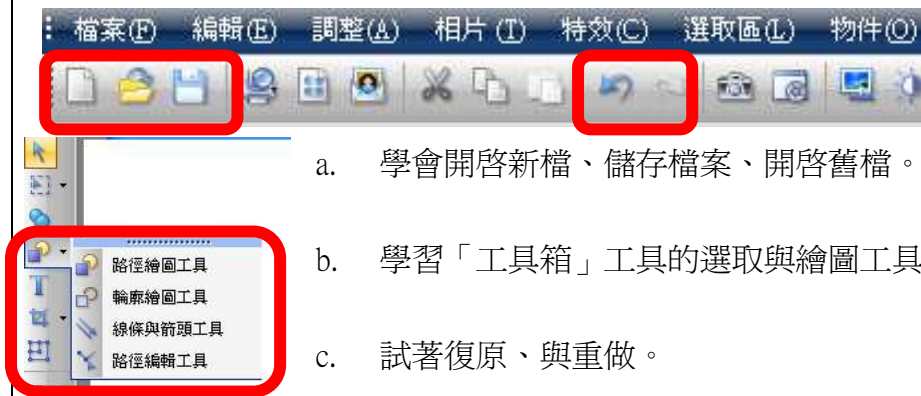 檔案(F) 編輯(E) 調整(A) 相片(T) 特效(C) 選取區(L) 物件(O)
a. 學會開啟新檔、儲存檔案、開啟舊檔。
b. 學習「工具箱」工具的選取與繪圖工具
c. 試著復原、與重做。
路徑繪圖工具
輪廓繪圖工具
線條與箭頭工具
路徑編輯工具